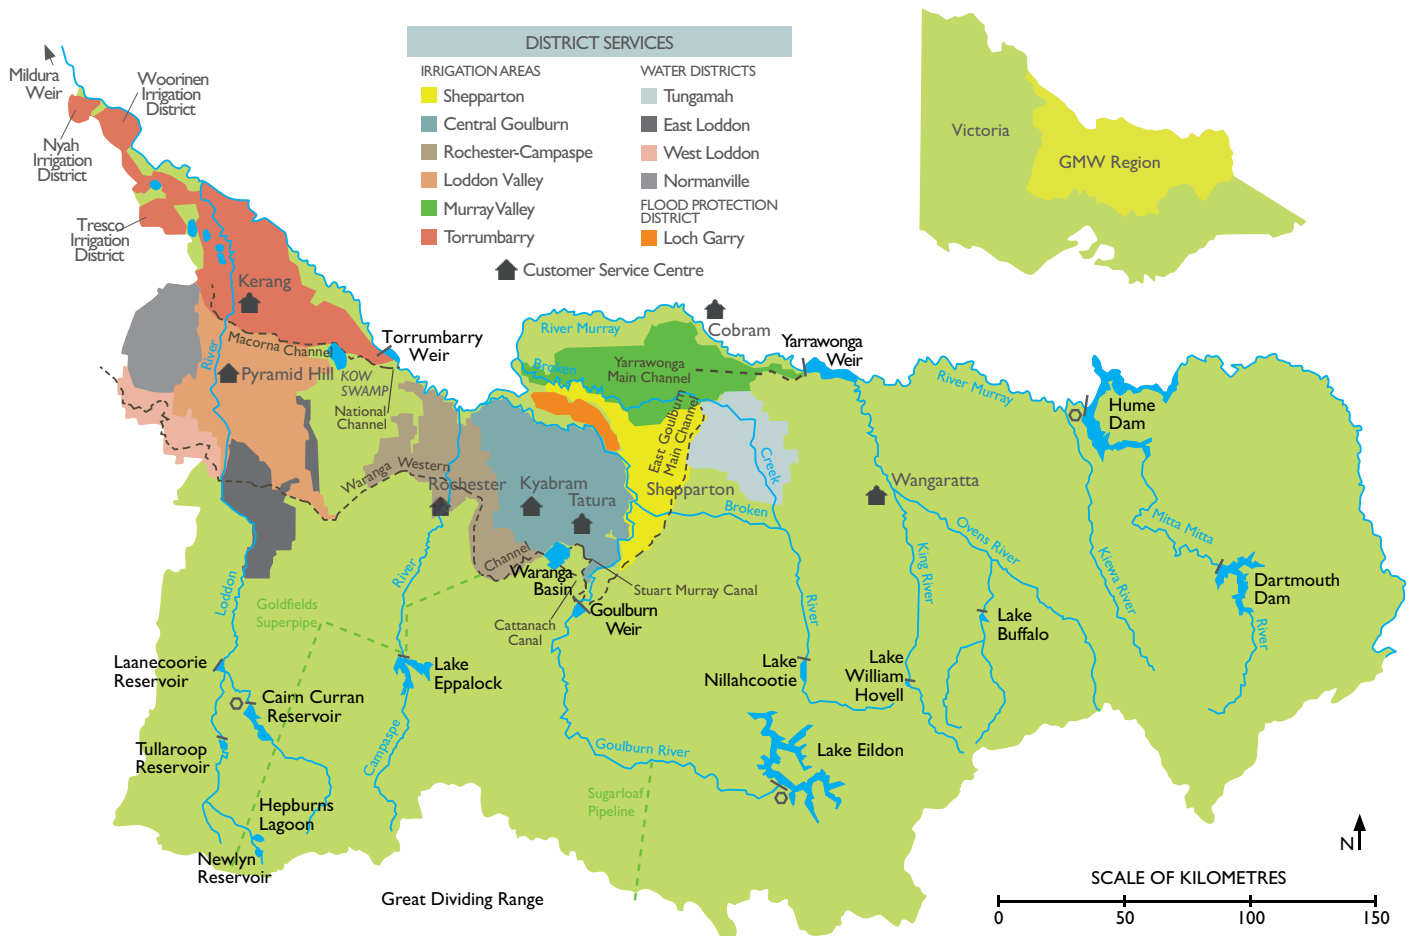 DISTRICT SERVICES
IRRIGATION AREAS
Shepparton
Central Goulburn
Rochester-Campaspe
Loddon Valley
Murray Valley
Torrumbarry
WATER DISTRICTS
Tungamah
East Loddon
West Loddon
Normanville
FLOOD PROTECTION
DISTRICT
Loch Garry
Customer Service Centre
Victoria
GMW Region
Mildura
Weir
Woorinen
Irrigation
District
Nyah
Irrigation
District
Tresco
Irrigation
District
Kerang
Macorna Channel
River
Pyramid Hill
KOW
SWAMP
Torrumbarry
Weir
National
Channel
River Murray
Cobram
Broken
Yarrawonga
Main Channel
Yarrawonga
Weir
River Murray
Hume
Dam
East Goulburn
Main Channel
Creek
Waranga Western
Rochester
Kyabram
Tatura
Shepparton
Broken
Wangaratta
Ovens River
Mitta Mitta
Channel
Waranga
Basin
Stuart Murray Canal
Goulburn
Weir
Cattanach
Canal
River
King River
Kiewa River
Dartmouth
Dam
River
River
Loddon
Goldfields
Superpipe
Lake
Buffalo
Laanecoorie
Reservoir
Lake
Eppalock
Lake
Nillahcootie
Lake
William
Hovell
Cairn Curran
Reservoir
Tullaroop
Reservoir
Campaspe
Goulburn River
Lake Eildon
Sugarloaf
Pipeline
Hepburns
Lagoon
Newlyn
Reservoir
Great Dividing Range
N
SCALE OF KILOMETRES
0 50 100 150